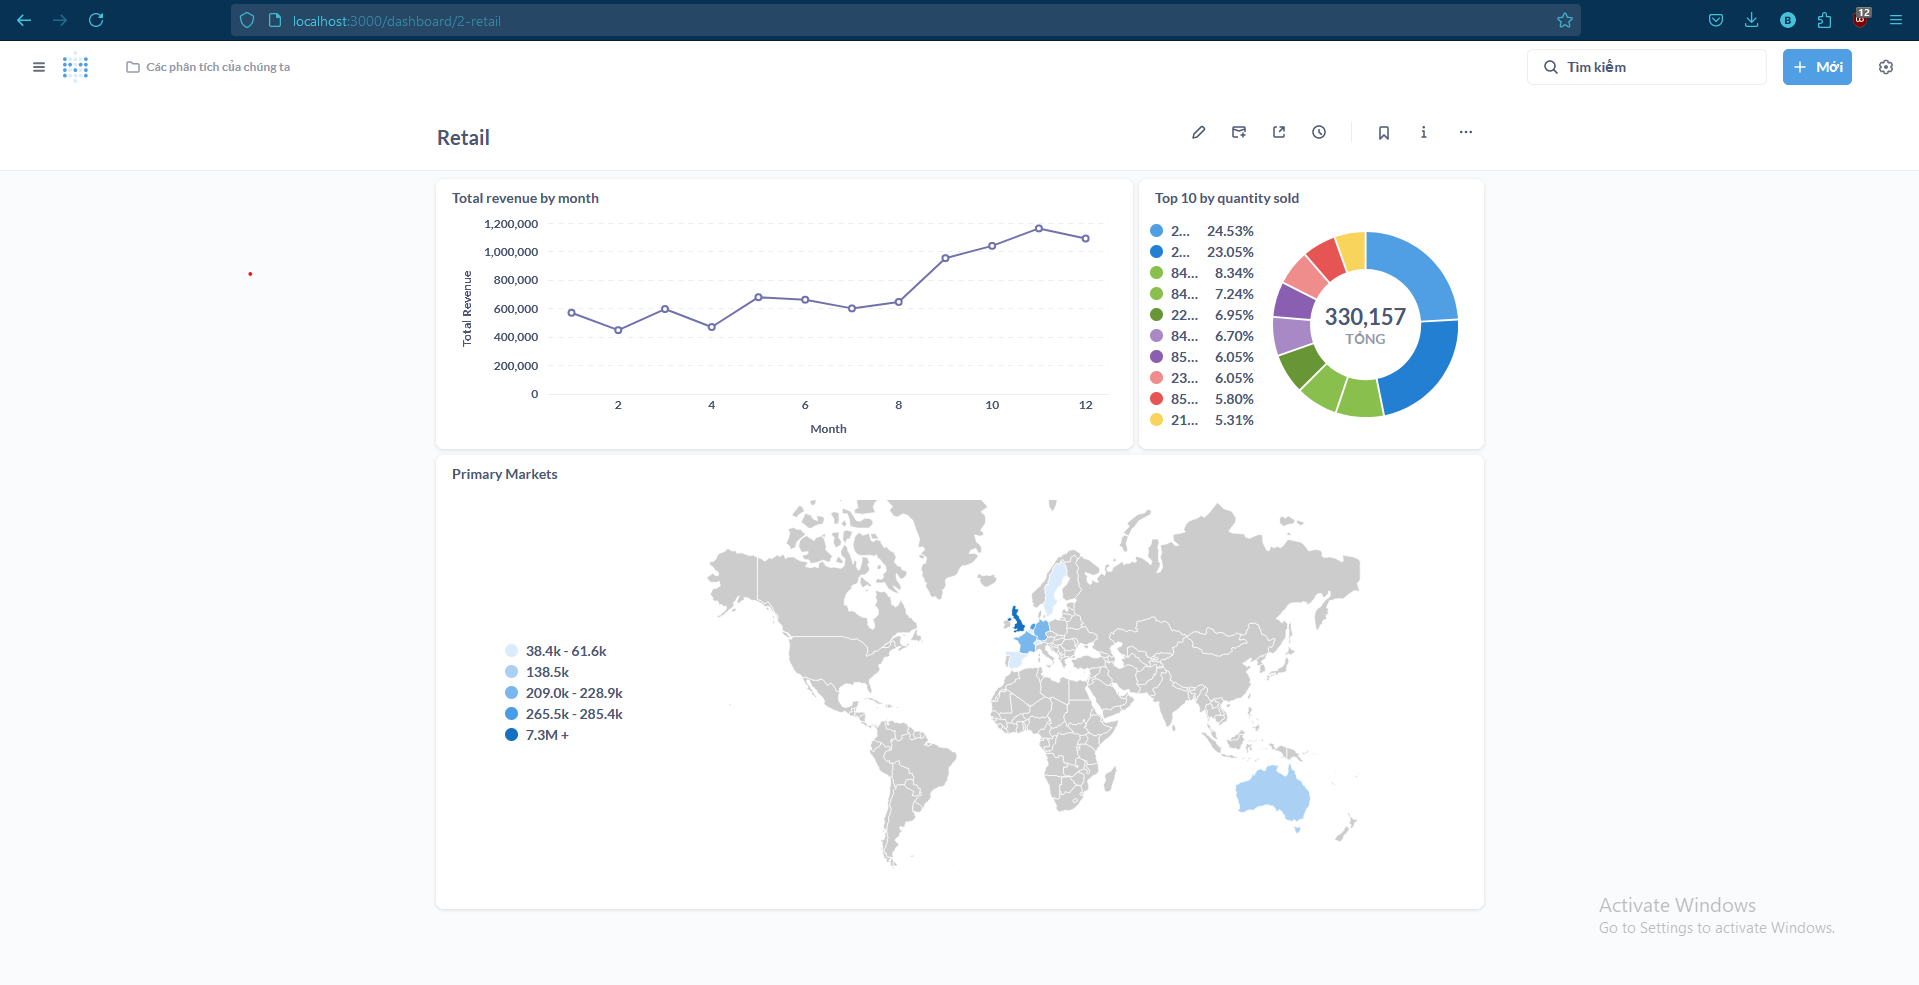 localhost:3000/dashboard/2-retail
12
B
Các phân tích của chúng ta
Tìm kiếm
+ Mới
Retail
Total revenue by month
1,200,000
1,000,000
800,000
600,000
400,000
200,000
0
Total Revenue
2 4 6 8 10 12
Month
Top 10 by quantity sold
2... 24.53%
2... 23.05%
84... 8.34%
84... 7.24%
22... 6.95%
84... 6.70%
85... 6.05%
23... 6.05%
85... 5.80%
21... 5.31%
330,157
TỔNG
Primary Markets
38.4k - 61.6k
138.5k
209.0k - 228.9k
265.5k - 285.4k
7.3M +
Activate Windows
Go to Settings to activate Windows.